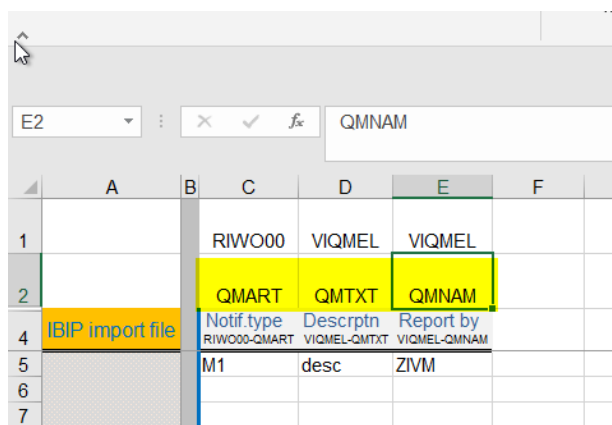 E2 fx QMNAM
A B C D E F
1 RIWO00 VIQMEL VIQMEL
2 QMART QMTXT QMNAM
4 IBIP import file Notif.type Descrptn Report by
RIWO00-QMART VIQMEL-QMTXT VIQMEL-QMNAM
5 M1 desc ZIVM
6
7